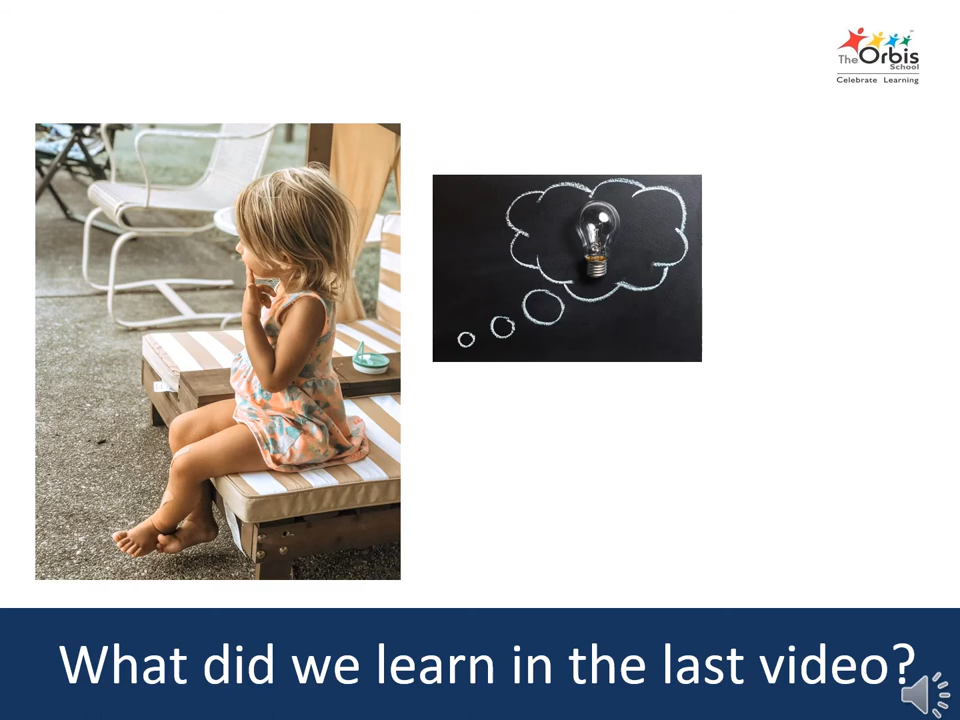 The Orbis
School
Celebrate Learning
What did we learn in the last video?